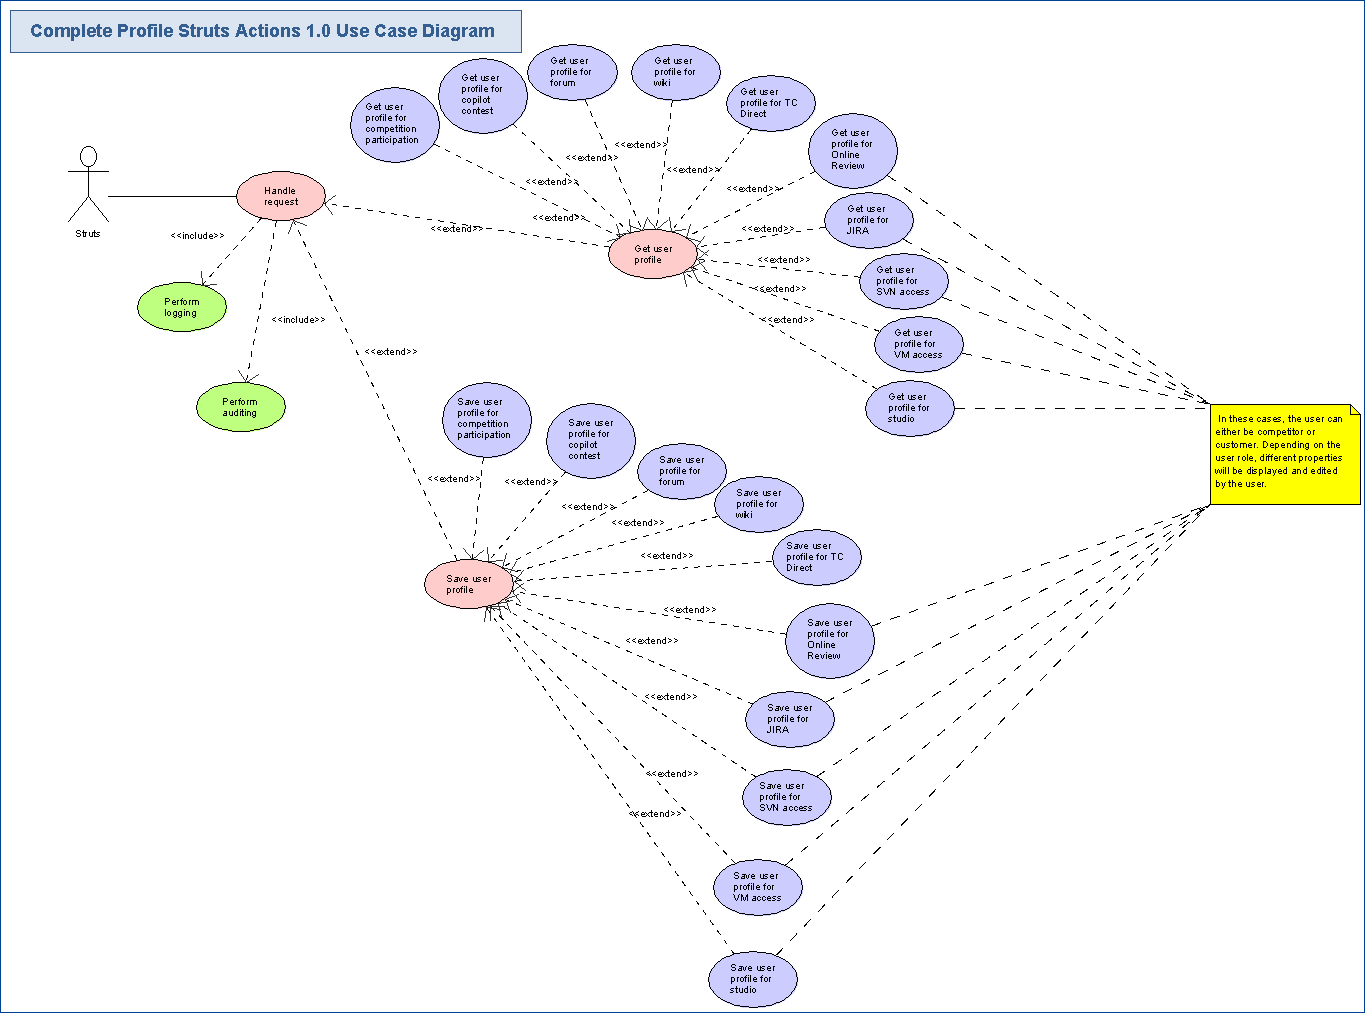 Complete Profile Struts Actions 1.0 Use Case Diagram
Get user
profile for
competition
participation
Get user
profile for
copilot
contest
Get user
profile for
forum
Get user
profile for
wiki
Get user
profile for TC
Direct
Get user
profile for
Online
Review
Get user
profile for
JIRA
Get user
profile for
SVN access
Get user
profile for
VM access
Get user
profile for
studio
<<extend>>
<<extend>>
<<extend>>
<<extend>>
<<extend>>
<<extend>>
<<extend>>
<<extend>>
<<extend>>
<<extend>>
<<extend>>
Get user
profile
Handle
request
Struts
<<include>>
Perform
logging
<<include>>
Perform
auditing
<<extend>>
In these cases, the user can
either be competitor or
customer. Depending on the
user role, different properties
will be displayed and edited
by the user.
Save user
profile for
competition
participation
Save user
profile for
copilot
contest
Save user
profile for
forum
Save user
profile for
wiki
Save user
profile for TC
Direct
Save user
profile for
Online
Review
Save user
profile for
JIRA
Save user
profile for
SVN access
Save user
profile for
VM access
Save user
profile for
studio
<<extend>>
<<extend>>
<<extend>>
<<extend>>
<<extend>>
<<extend>>
<<extend>>
<<extend>>
<<extend>>
<<extend>>
Save user
profile